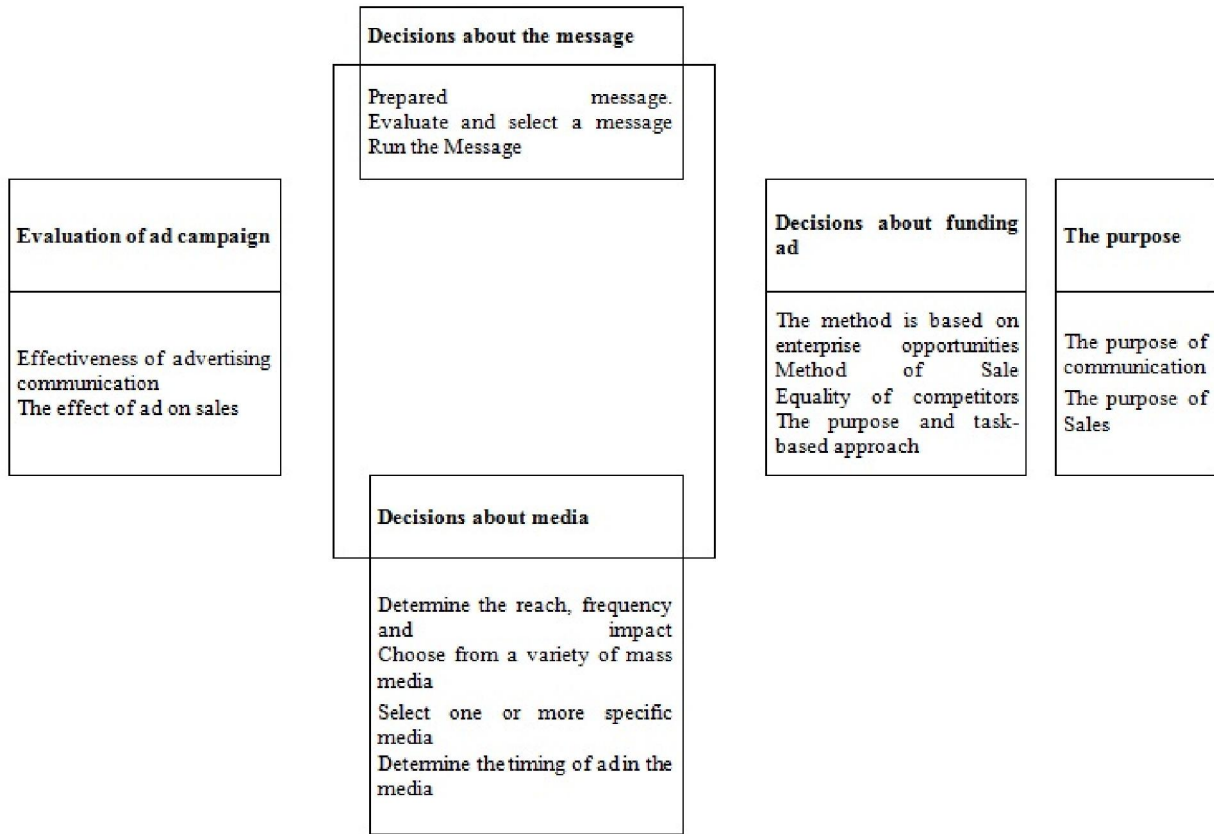 Decisions about the message
Prepared message.
Evaluate and select a message
Run the Message
Evaluation of ad campaign
Effectiveness of advertising
communication
The effect of ad on sales
Decisions about funding
ad
The method is based on
enterprise opportunities
Method of Sale
Equality of competitors
The purpose and task-
based approach
The purpose
The purpose of
communication
The purpose of
Sales
Decisions about media
Determine the reach, frequency
and impact
Choose from a variety of mass
media
Select one or more specific
media
Determine the timing of ad in the
media